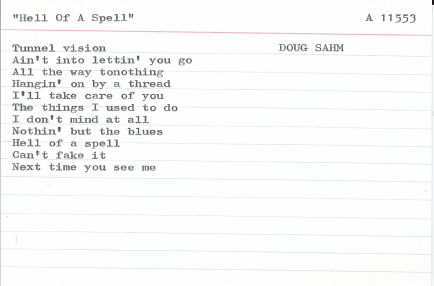 "Hell Of A Spell" A 11553
Tunnel vision DOUG SAHM
Ain't into lettin' you go
All the way tonothing
Hangin' on by a thread
I'll take care of you
The things I used to do
I don't mind at all
Nothin' but the blues
Hell of a spell
Can't fake it
Next time you see me